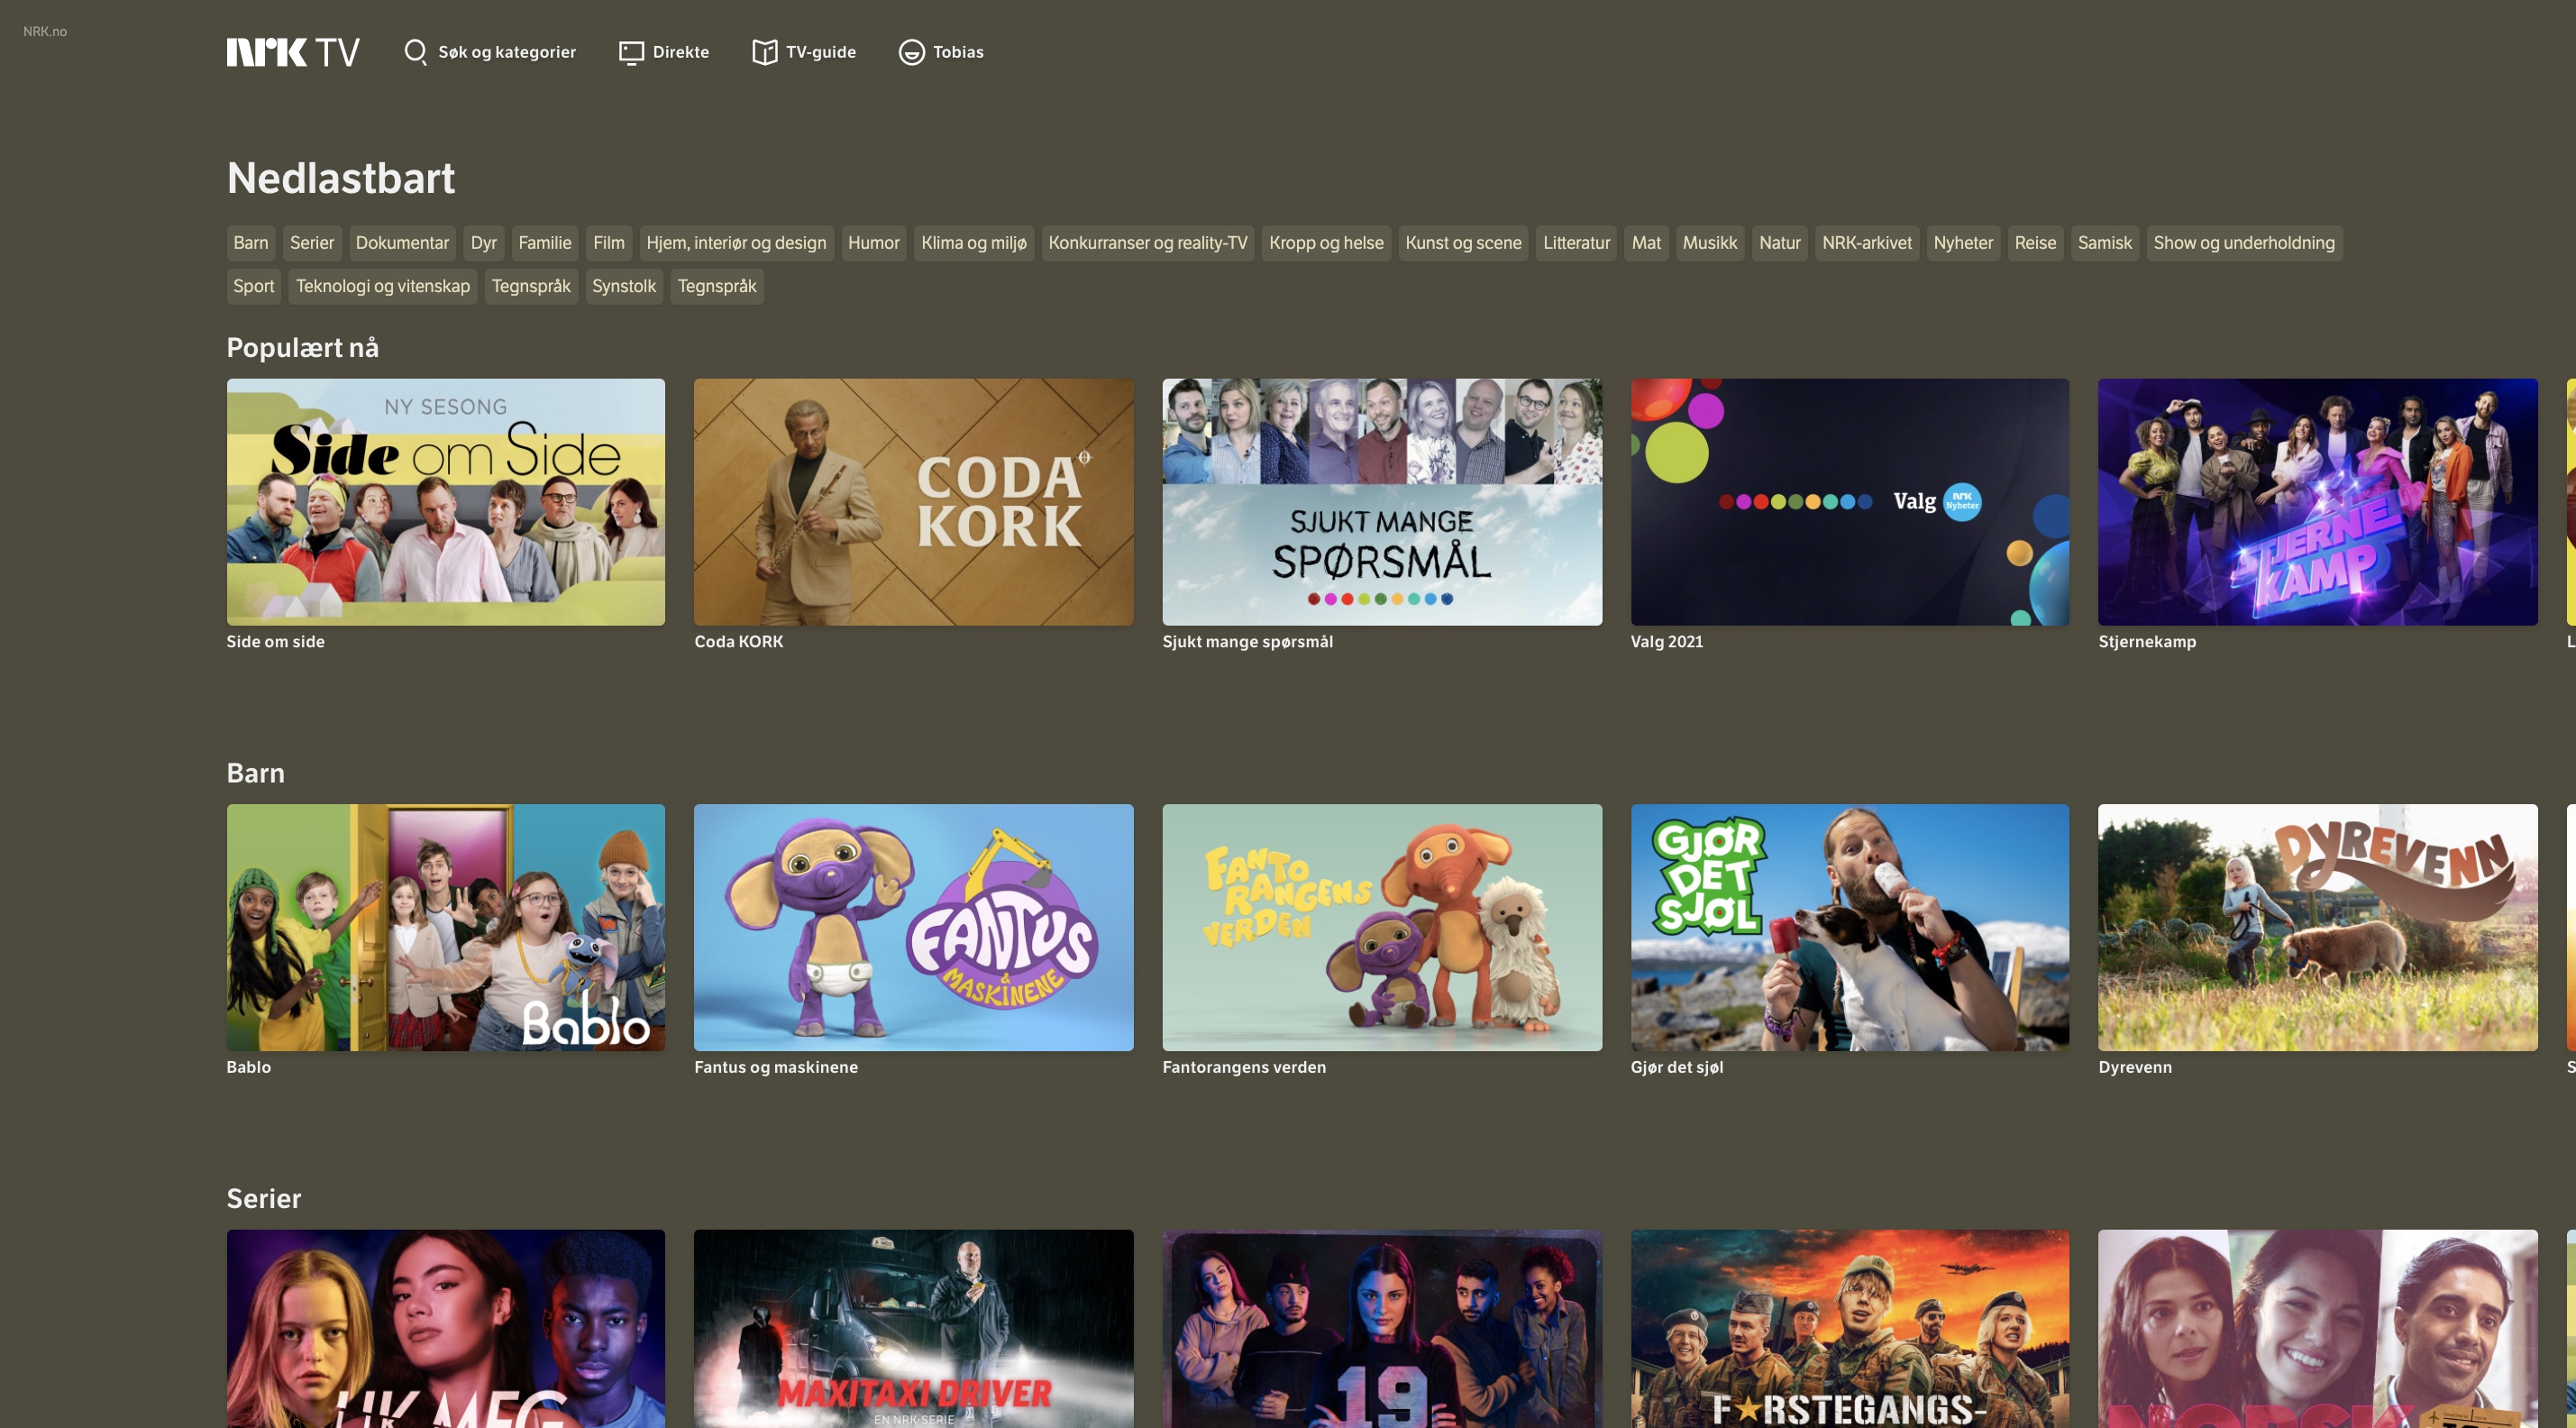 NRK.no
NRK TV
Søk og kategorier
Direkte
TV-guide
Tobias
Nedlastbart
Barn Serier Dokumentar Dyr Familie Film Hjem, interiør og design Humor Klima og miljø Konkurranser og reality-TV Kropp og helse Kunst og scene Litteratur Mat Musikk Natur NRK-arkivet Nyheter Reise Samisk Show og underholdning
Sport Teknologi og vitenskap Tegnspråk Synstolk Tegnspråk
Populært nå
NY SESONG
Side om Side
CODA
KORK
SJUKT MANGE
SPØRSMÅL
Valg
NRK
Nyheter
STJERNE
KAMP
Side om side
Coda KORK
Sjukt mange spørsmål
Valg 2021
Stjernekamp
L
Barn
Bablo
FANTUS
&
MASKINENE
FANTO
RANGENS
VERDEN
GJØR
DET
SJØL
DYREVENN
Bablo
Fantus og maskinene
Fantorangens verden
Gjør det sjøl
Dyrevenn
S
Serier
LIK MEG
MAXITAXI DRIVER
EN NRK-SERIE
19
F★RSTEGANGS-
NORSK